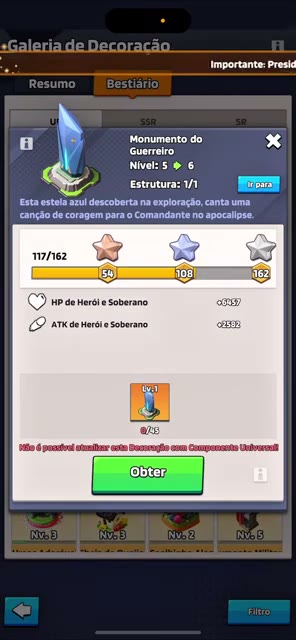 Galeria de Decoração
Importante: Presid
Resumo
Bestiário
SSR
SR
Monumento do
Guerreiro
Nível: 5 6
Estrutura: 1/1
Ir para
Esta estela azul descoberta na exploração, canta uma
canção de coragem para o Comandante no apocalipse.
117/162
54
108
162
HP de Herói e Soberano
+6457
ATK de Herói e Soberano
+2582
Lv.1
0/45
Não é possível atualizar esta Decoração com Componente Universal!
Obter
Nv. 3
Nv. 3
Nv. 2
Nv. 5
Filtro